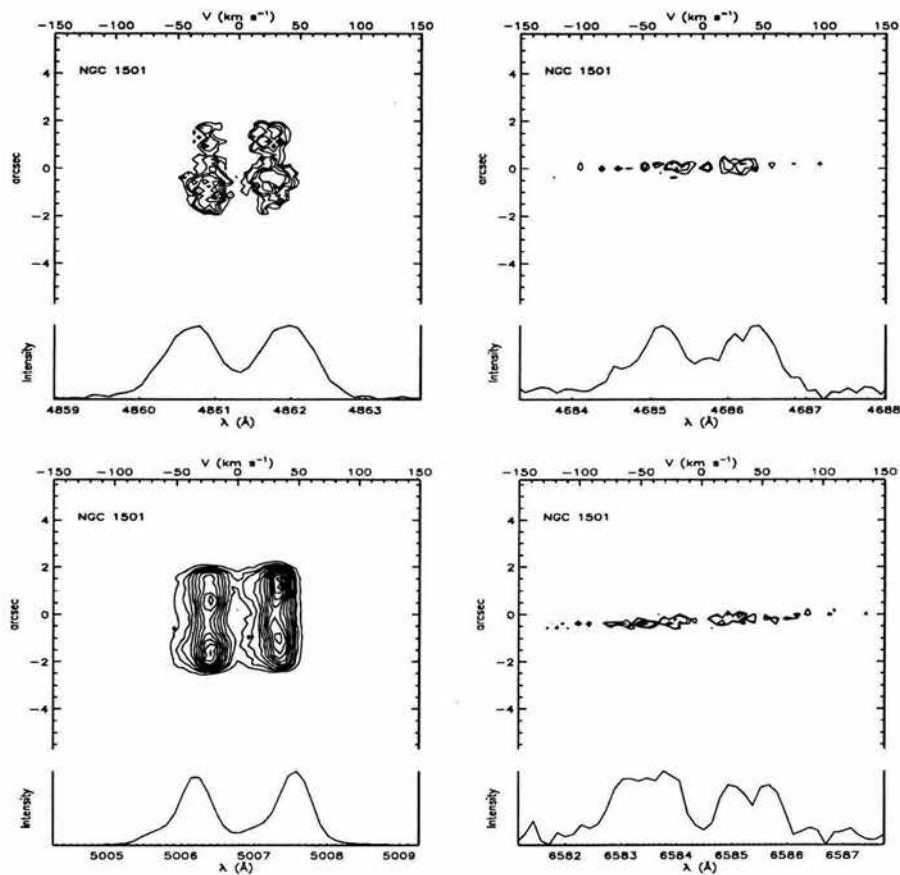 V (km s⁻¹)
−150 −100 −50 0 50 100 150
NGC 1501
arcsec
4
2
0
−2
−4
Intensity
4859 4860 4861 4862 4863
λ (Å)
V (km s⁻¹)
−150 −100 −50 0 50 100 150
NGC 1501
arcsec
4
2
0
−2
−4
Intensity
4684 4685 4686 4687 4688
λ (Å)
V (km s⁻¹)
−150 −100 −50 0 50 100 150
NGC 1501
arcsec
4
2
0
−2
−4
Intensity
5005 5006 5007 5008 5009
λ (Å)
V (km s⁻¹)
−150 −100 −50 0 50 100 150
NGC 1501
arcsec
4
2
0
−2
−4
Intensity
6582 6583 6584 6585 6586 6587
λ (Å)